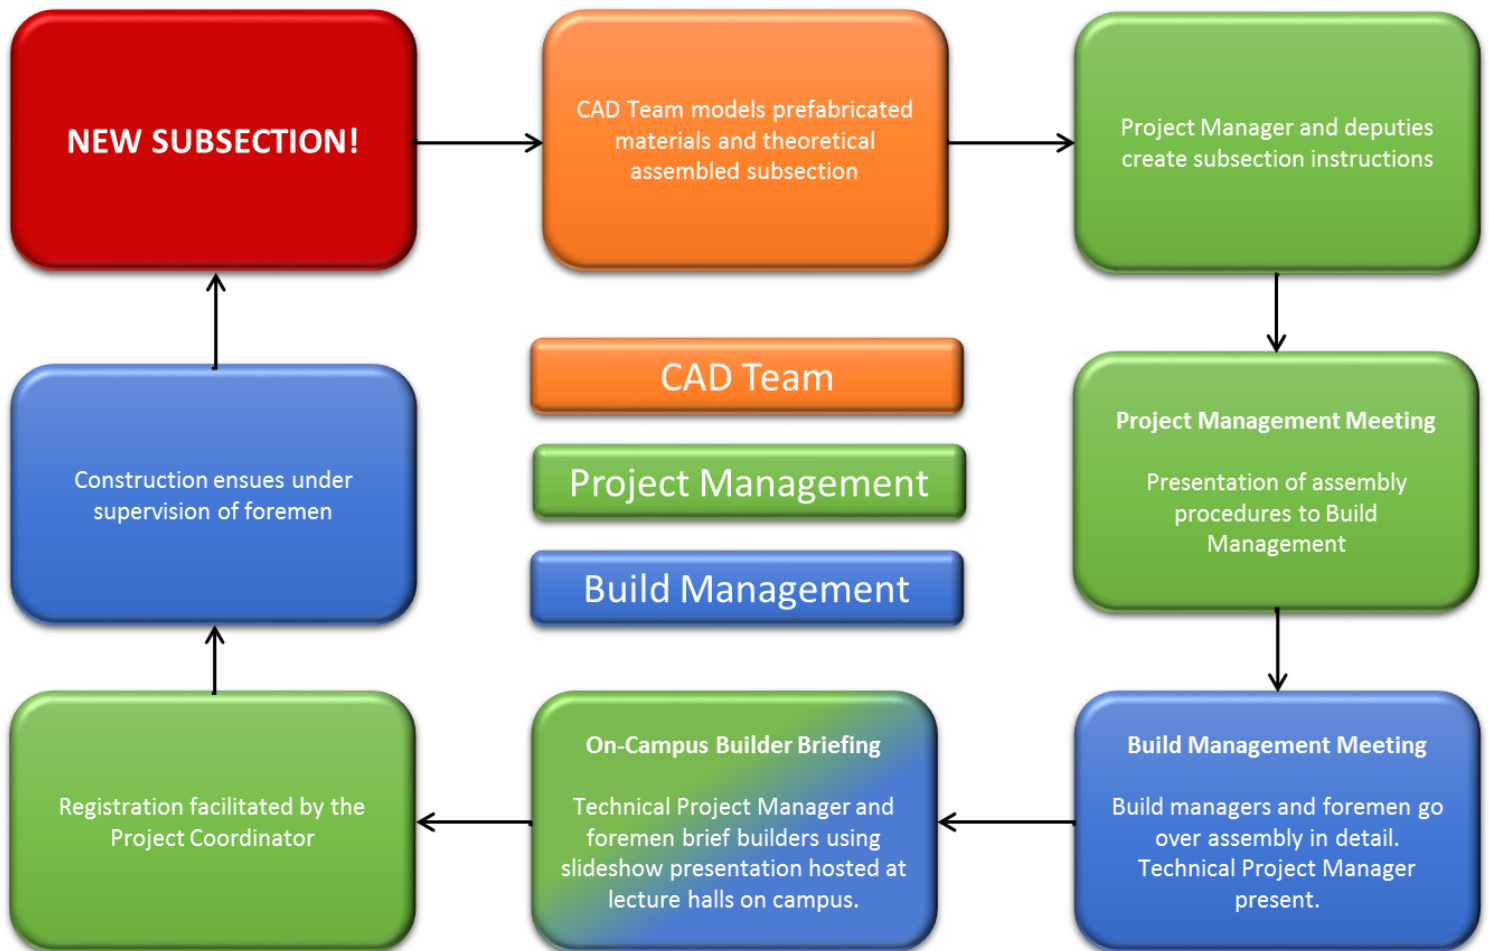 NEW SUBSECTION!
CAD Team models prefabricated
materials and theoretical
assembled subsection
Project Manager and deputies
create subsection instructions
Project Management Meeting
Presentation of assembly
procedures to Build
Management
Build Management Meeting
Build managers and foremen go
over assembly in detail.
Technical Project Manager
present.
On-Campus Builder Briefing
Technical Project Manager and
foremen brief builders using
slideshow presentation hosted at
lecture halls on campus.
Registration facilitated by the
Project Coordinator
Construction ensues under
supervision of foremen
CAD Team
Project Management
Build Management